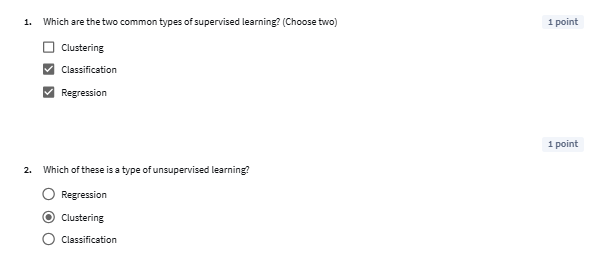 1. Which are the two common types of supervised learning? (Choose two)
1 point
Clustering
Classification
Regression
1 point
2. Which of these is a type of unsupervised learning?
Regression
Clustering
Classification